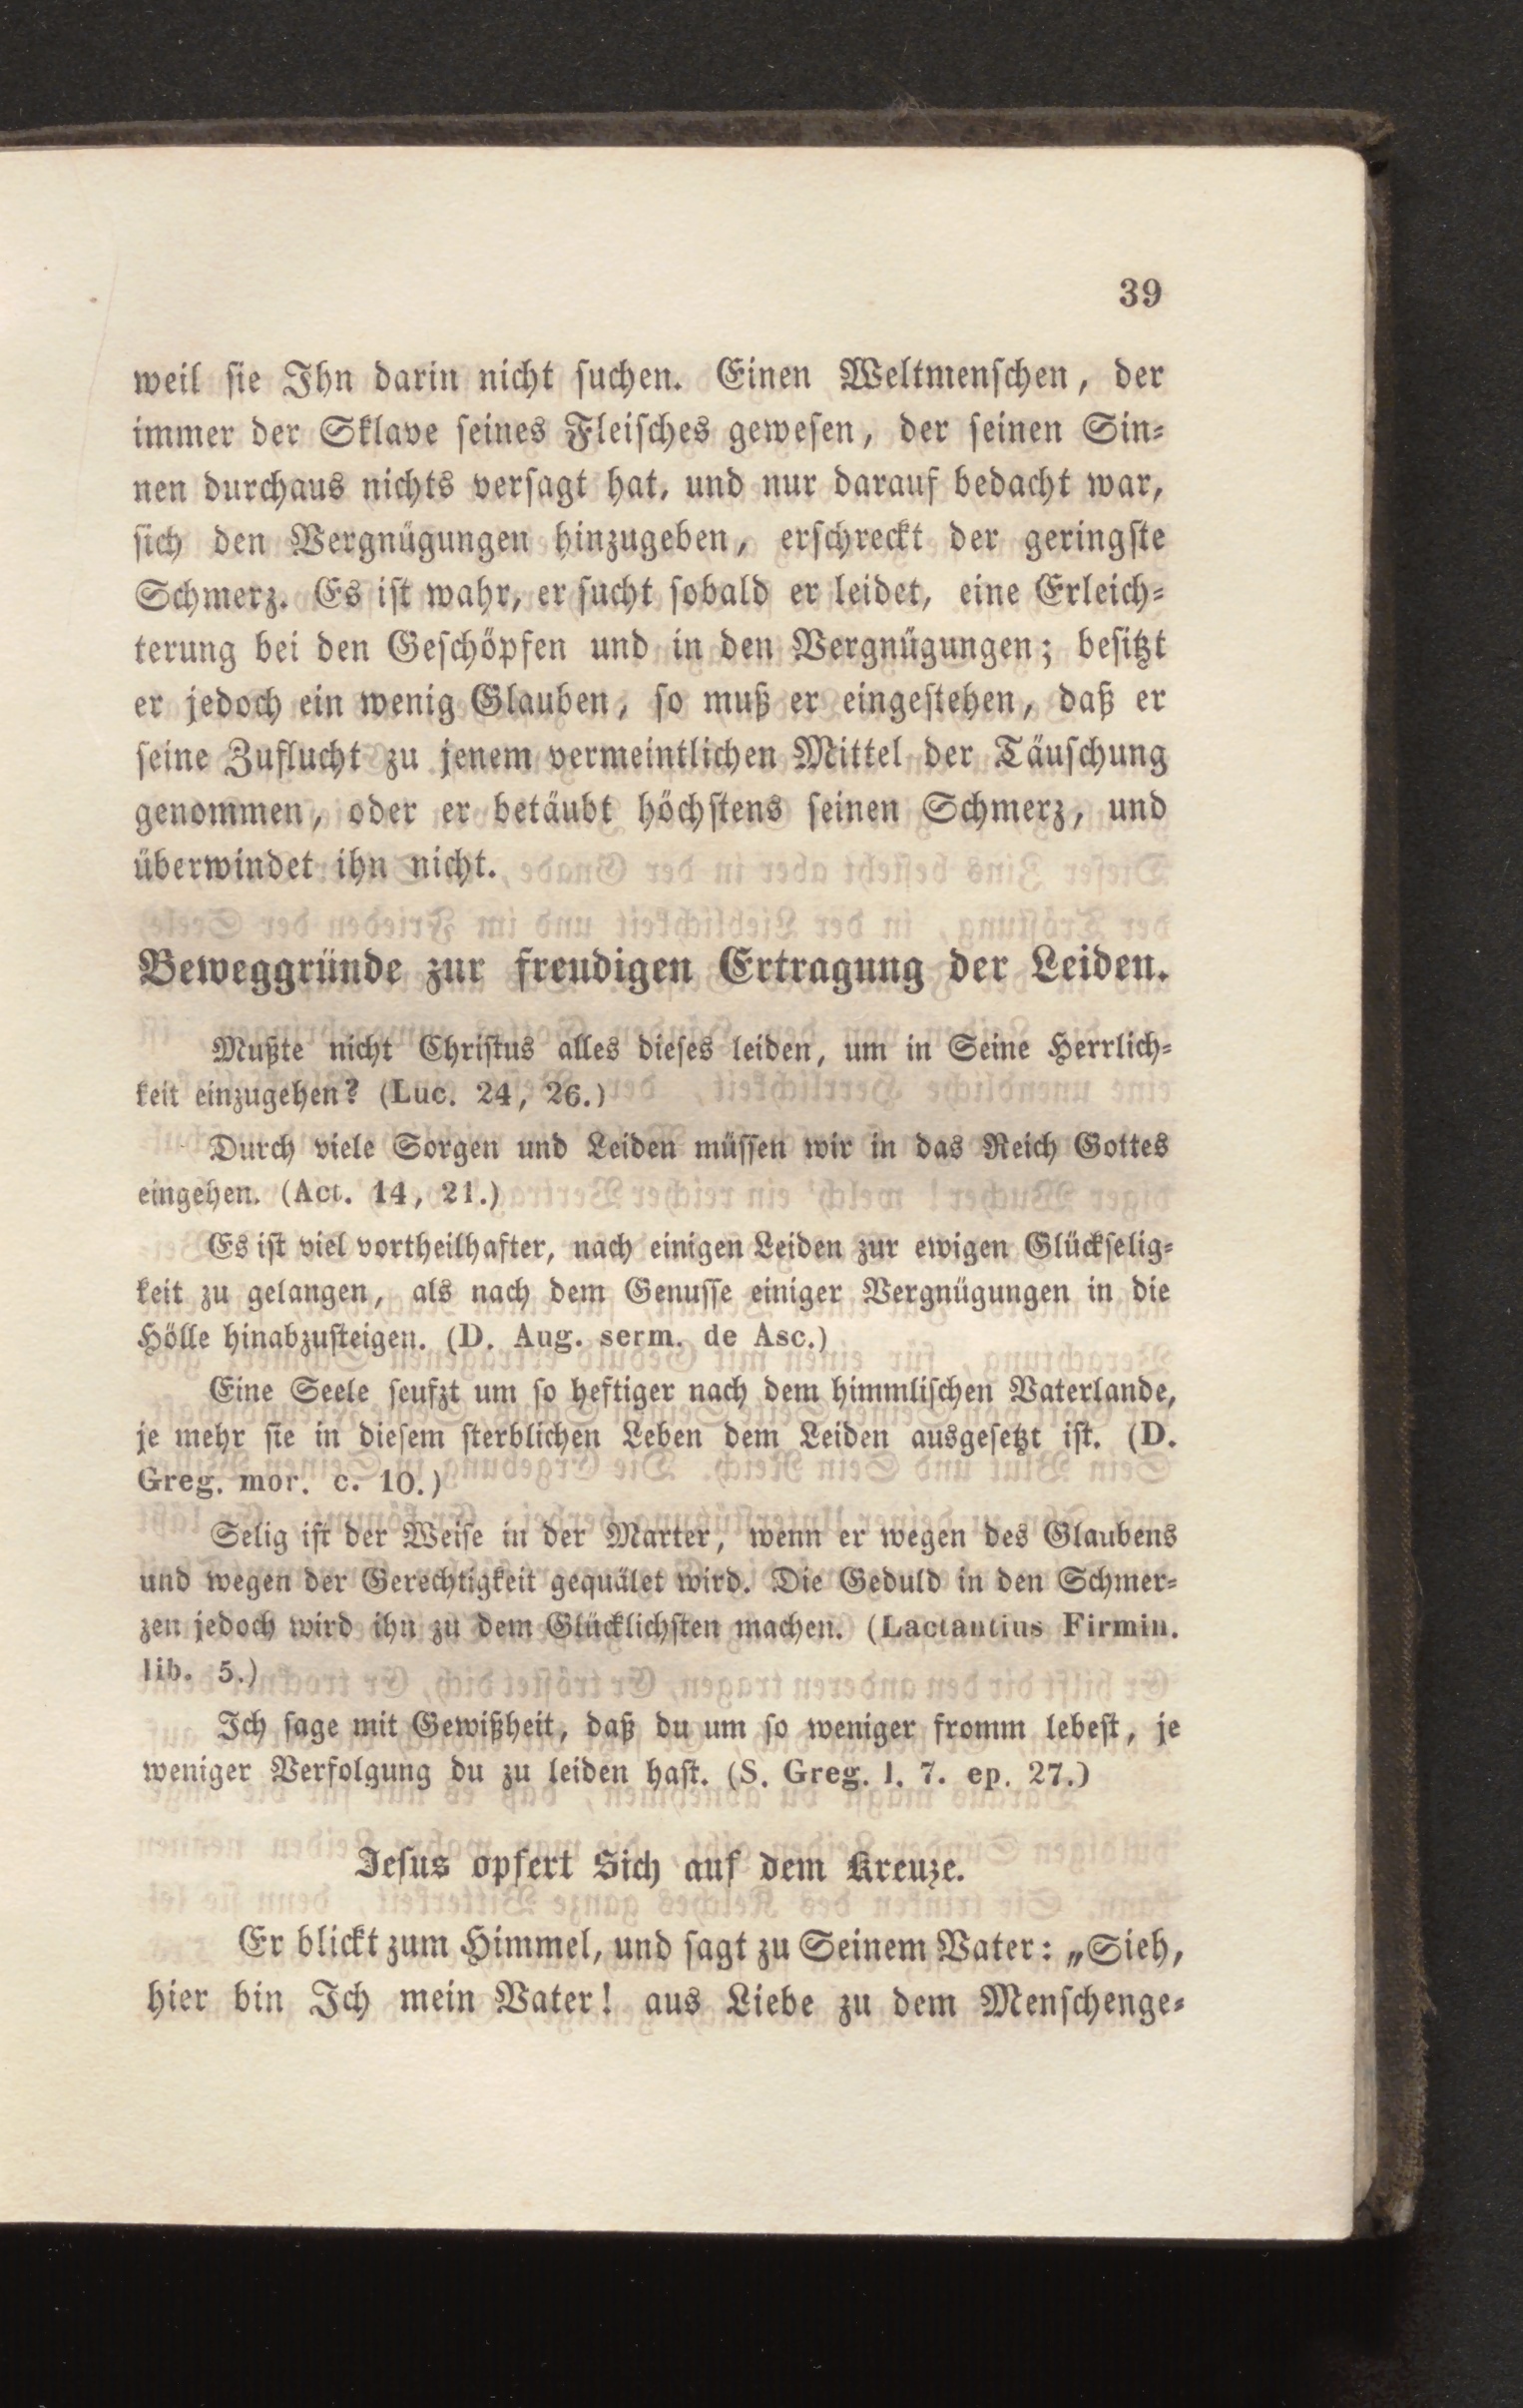 39
weil sie Ihn darin nicht suchen. Einen Weltmenschen, der
immer der Sklave seines Fleisches gewesen, der seinen Sin-
nen durchaus nichts versagt hat, und nur darauf bedacht war,
sich den Vergnügungen hinzugeben, erschreckt der geringste
Schmerz. Es ist wahr, er sucht sobald er leidet, eine Erleich-
terung bei den Geschöpfen und in den Vergnügungen; besitzt
er jedoch ein wenig Glauben, so muß er eingestehen, daß er
seine Zuflucht zu jenem vermeintlichen Mittel der Täuschung
genommen, oder er betäubt höchstens seinen Schmerz, und
überwindet ihn nicht.
Beweggründe zur freudigen Ertragung der Leiden.
Mußte nicht Christus alles dieses leiden, um in Seine Herrlich-
keit einzugehen? (Luc. 24, 26.)
Durch viele Sorgen und Leiden müssen wir in das Reich Gottes
eingehen. (Act. 14, 21.)
Es ist viel vortheilhafter, nach einigen Leiden zur ewigen Glückselig-
keit zu gelangen, als nach dem Genusse einiger Vergnügungen in die
Hölle hinabzusteigen. (D. Aug. serm. de Asc.)
Eine Seele seufzt um so heftiger nach dem himmlischen Vaterlande,
je mehr sie in diesem sterblichen Leben dem Leiden ausgesetzt ist. (D.
Greg. mor. c. 10.)
Selig ist der Weise in der Marter, wenn er wegen des Glaubens
und wegen der Gerechtigkeit gequälet wird. Die Geduld in den Schmer-
zen jedoch wird ihn zu dem Glücklichsten machen. (Lactantius Firmin.
lib. 5.)
Ich sage mit Gewißheit, daß du um so weniger fromm lebest, je
weniger Verfolgung du zu leiden hast. (S. Greg. l. 7. ep. 27.)
Jesus opfert Sich auf dem Kreuze.
Er blickt zum Himmel, und sagt zu Seinem Vater: „Sieh,
hier bin Ich mein Vater! aus Liebe zu dem Menschenge-